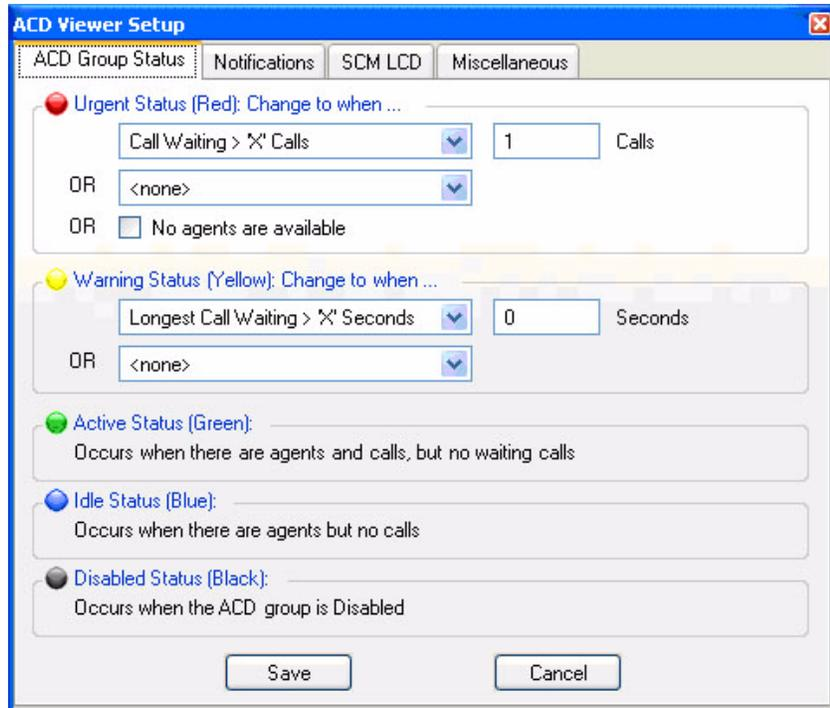 ACD Viewer Setup
ACD Group Status Notifications SCM LCD Miscellaneous
Urgent Status (Red): Change to when ...
Call Waiting > 'X' Calls 1 Calls
OR <none>
OR No agents are available
Warning Status (Yellow): Change to when ...
Longest Call Waiting > 'X' Seconds 0 Seconds
OR <none>
Active Status (Green):
Occurs when there are agents and calls, but no waiting calls
Idle Status (Blue):
Occurs when there are agents but no calls
Disabled Status (Black):
Occurs when the ACD group is Disabled
Save Cancel